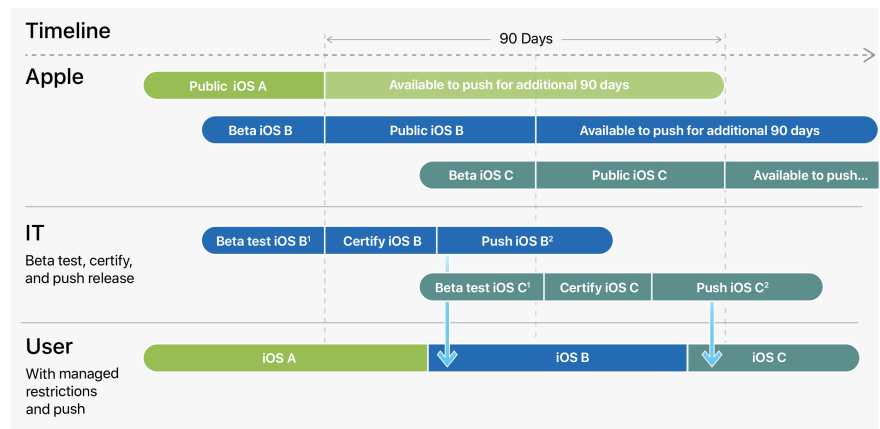 Timeline
90 Days
Apple
Public iOS A
Available to push for additional 90 days
Beta iOS B
Public iOS B
Available to push for additional 90 days
Beta iOS C
Public iOS C
Available to push...
IT
Beta test, certify,
and push release
Beta test iOS B¹
Certify iOS B
Push iOS B²
Beta test iOS C¹
Certify iOS C
Push iOS C²
User
With managed
restrictions
and push
iOS A
iOS B
iOS C